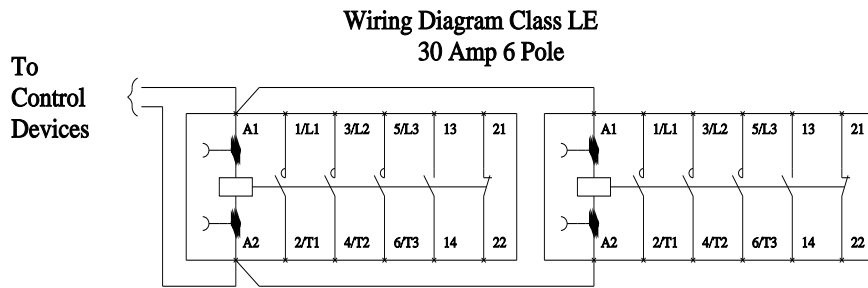 Wiring Diagram Class LE
30 Amp 6 Pole
To
Control
Devices
A1 1/L1 3/L2 5/L3 13 21 A1 1/L1 3/L2 5/L3 13 21
A2 2/T1 4/T2 6/T3 14 22 A2 2/T1 4/T2 6/T3 14 22